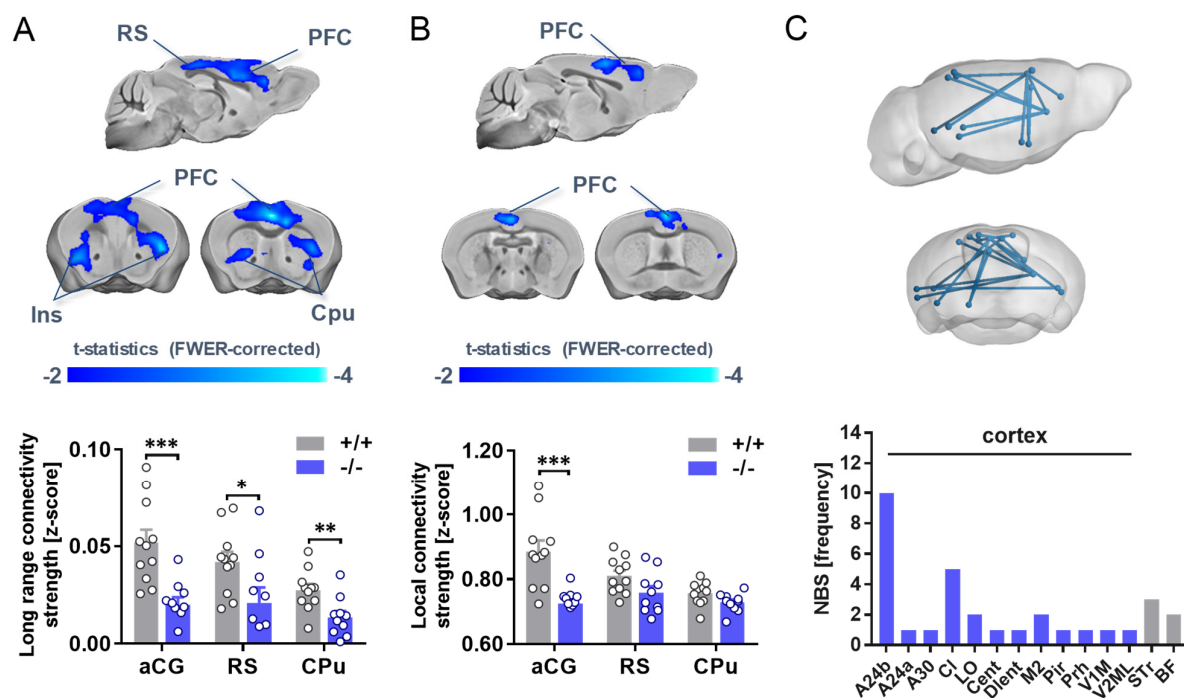 A
RS
PFC
PFC
Ins
Cpu
t-statistics (FWER-corrected)
-2
-4
Long range connectivity
strength [z-score]
0.10
0.05
0.00
***
*
**
+/+
-/-
aCG
RS
CPu
B
PFC
PFC
t-statistics (FWER-corrected)
-2
-4
Local connectivity
strength [z-score]
1.20
1.00
0.80
0.60
***
+/+
-/-
aCG
RS
CPu
C
NBS [frequency]
14
12
10
8
6
4
2
0
cortex
A24b
A24a
A30
CI
LO
Cent
Dlent
M2
Pir
Prh
V1M
V2ML
STr
BF